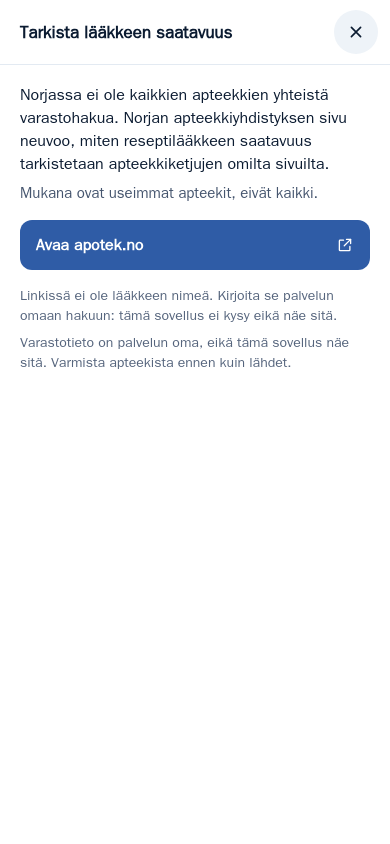 Tarkista lääkkeen saatavuus
Norjassa ei ole kaikkien apteekkien yhteistä
varastohakua. Norjan apteekkiyhdistyksen sivu
neuvoo, miten reseptilääkkeen saatavuus
tarkistetaan apteekkiketjujen omilta sivuilta.
Mukana ovat useimmat apteekit, eivät kaikki.
Avaa apotek.no
Linkissä ei ole lääkkeen nimeä. Kirjoita se palvelun
omaan hakuun: tämä sovellus ei kysy eikä näe sitä.
Varastotieto on palvelun oma, eikä tämä sovellus näe
sitä. Varmista apteekista ennen kuin lähdet.